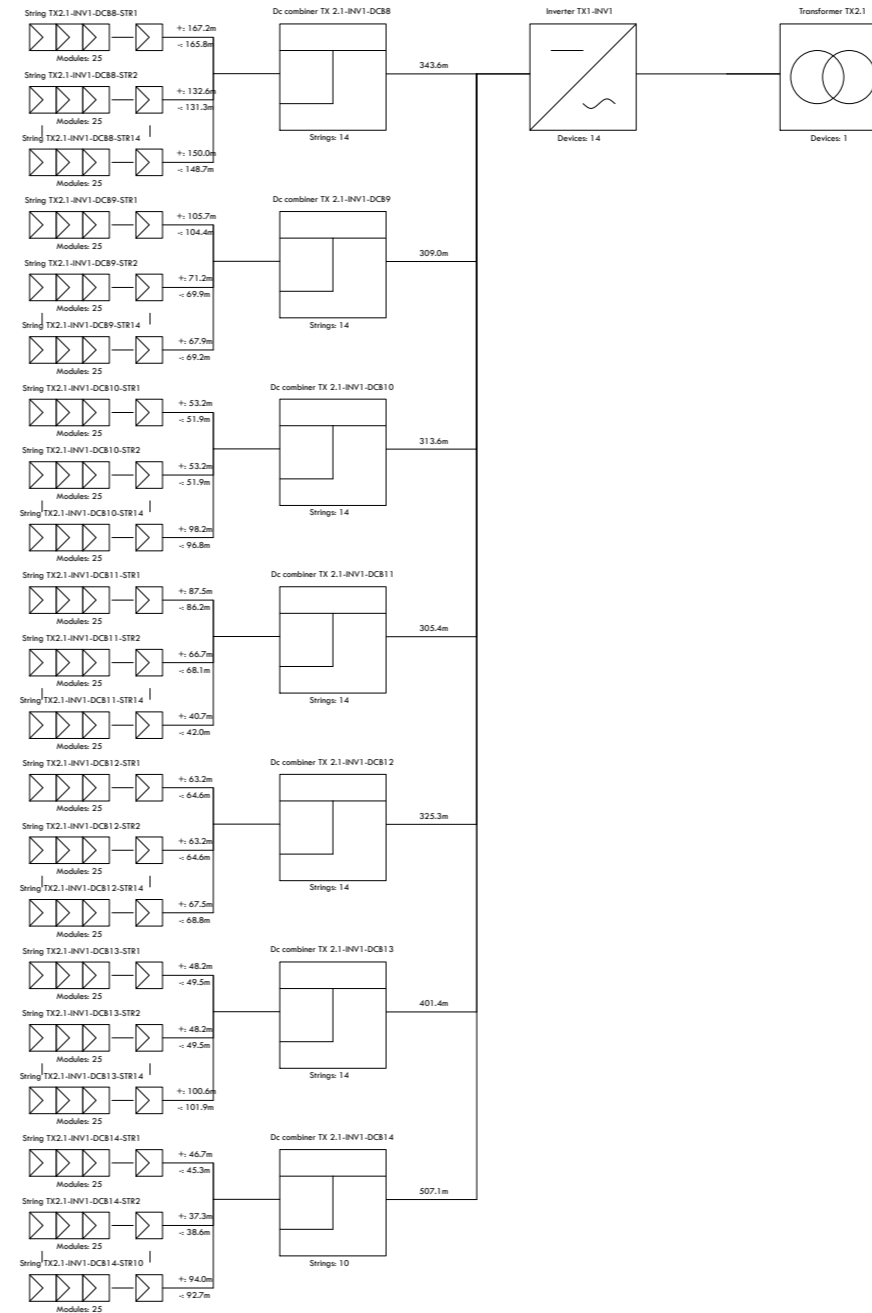 String TX2.1-INV1-DCB8-STR1
+: 167.2m
-: 165.8m
Modules: 25
String TX2.1-INV1-DCB8-STR2
+: 132.6m
-: 131.3m
Modules: 25
String TX2.1-INV1-DCB8-STR14
+: 150.0m
-: 148.7m
Modules: 25
Dc combiner TX 2.1-INV1-DCB8
Strings: 14
343.6m
Inverter TX1-INV1
Devices: 14
Transformer TX2.1
Devices: 1
String TX2.1-INV1-DCB9-STR1
+: 105.7m
-: 104.4m
Modules: 25
String TX2.1-INV1-DCB9-STR2
+: 71.2m
-: 69.9m
Modules: 25
String TX2.1-INV1-DCB9-STR14
+: 67.9m
-: 69.2m
Modules: 25
Dc combiner TX 2.1-INV1-DCB9
Strings: 14
309.0m
String TX2.1-INV1-DCB10-STR1
+: 53.2m
-: 51.9m
Modules: 25
String TX2.1-INV1-DCB10-STR2
+: 53.2m
-: 51.9m
Modules: 25
String TX2.1-INV1-DCB10-STR14
+: 98.2m
-: 96.8m
Modules: 25
Dc combiner TX 2.1-INV1-DCB10
Strings: 14
313.6m
String TX2.1-INV1-DCB11-STR1
+: 87.5m
-: 86.2m
Modules: 25
String TX2.1-INV1-DCB11-STR2
+: 66.7m
-: 68.1m
Modules: 25
String TX2.1-INV1-DCB11-STR14
+: 40.7m
-: 42.0m
Modules: 25
Dc combiner TX 2.1-INV1-DCB11
Strings: 14
305.4m
String TX2.1-INV1-DCB12-STR1
+: 63.2m
-: 64.6m
Modules: 25
String TX2.1-INV1-DCB12-STR2
+: 63.2m
-: 64.6m
Modules: 25
String TX2.1-INV1-DCB12-STR14
+: 67.5m
-: 68.8m
Modules: 25
Dc combiner TX 2.1-INV1-DCB12
Strings: 14
325.3m
String TX2.1-INV1-DCB13-STR1
+: 48.2m
-: 49.5m
Modules: 25
String TX2.1-INV1-DCB13-STR2
+: 48.2m
-: 49.5m
Modules: 25
String TX2.1-INV1-DCB13-STR14
+: 100.6m
-: 101.9m
Modules: 25
Dc combiner TX 2.1-INV1-DCB13
Strings: 14
401.4m
String TX2.1-INV1-DCB14-STR1
+: 46.7m
-: 45.3m
Modules: 25
String TX2.1-INV1-DCB14-STR2
+: 37.3m
-: 38.6m
Modules: 25
String TX2.1-INV1-DCB14-STR10
+: 94.0m
-: 92.7m
Modules: 25
Dc combiner TX 2.1-INV1-DCB14
Strings: 10
507.1m